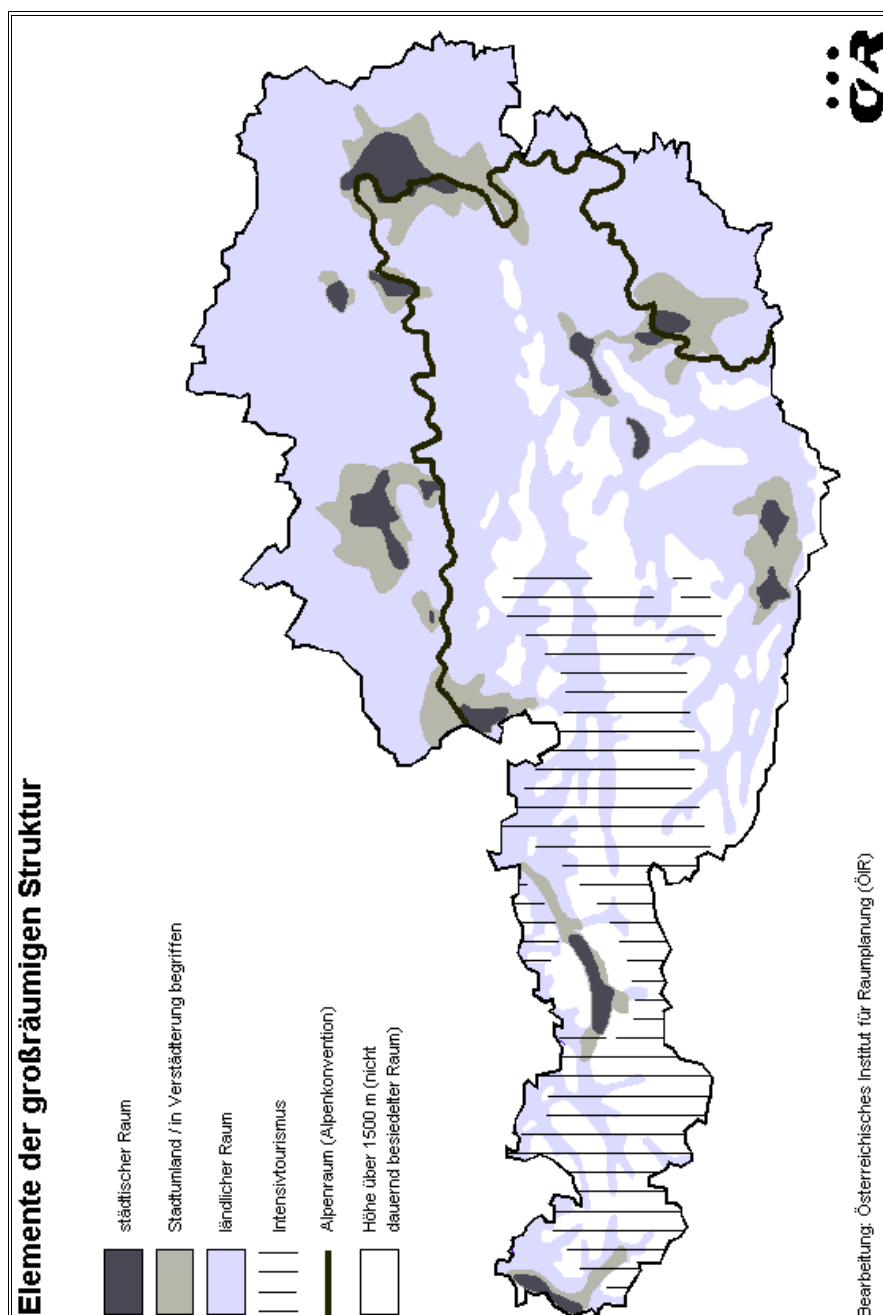 Elemente der großräumigen Struktur
städtischer Raum
Stadtumland / in Verstädterung begriffen
ländlicher Raum
Intensivtourismus
Alpenraum (Alpenkonvention)
Höhe über 1500 m (nicht
dauernd besiedelter Raum)
Bearbeitung: Österreichisches Institut für Raumplanung (ÖIR)
ÖIR